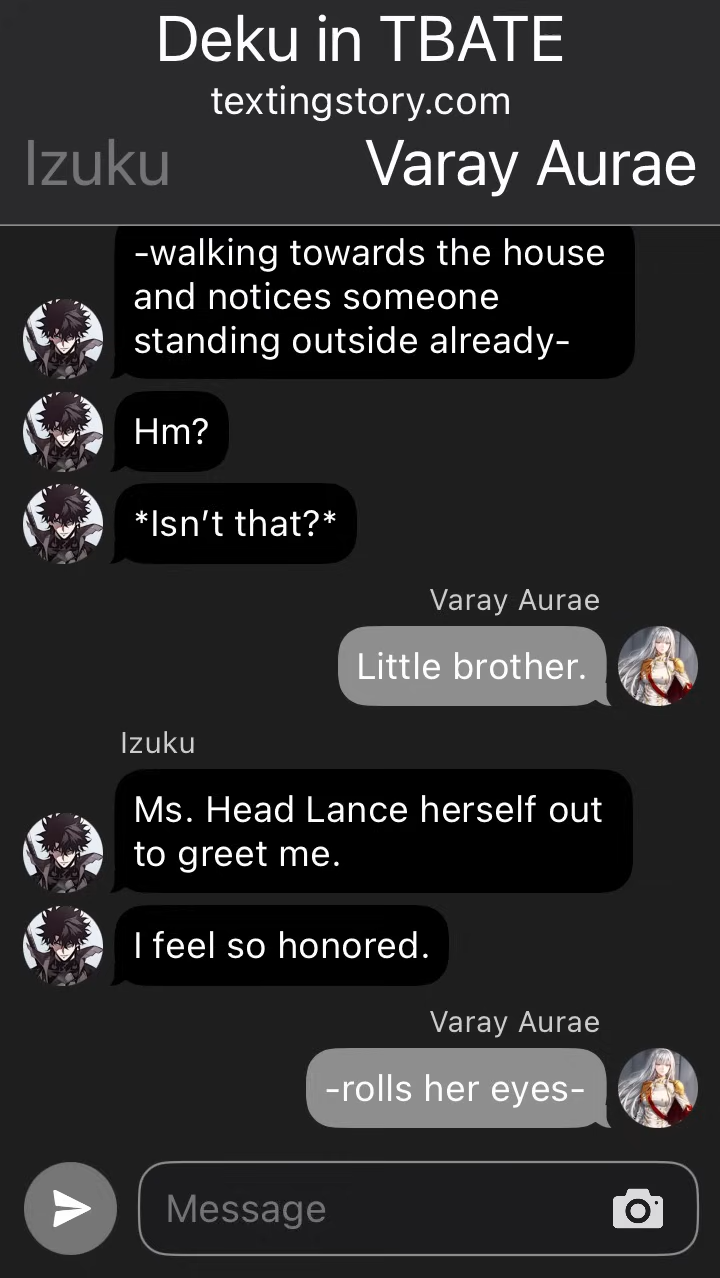 Deku in TBATE
textingstory.com
Izuku
Varay Aurae
-walking towards the house
and notices someone
standing outside already-
Hm?
*Isn’t that?*
Varay Aurae
Little brother.
Izuku
Ms. Head Lance herself out
to greet me.
I feel so honored.
Varay Aurae
-rolls her eyes-
Message